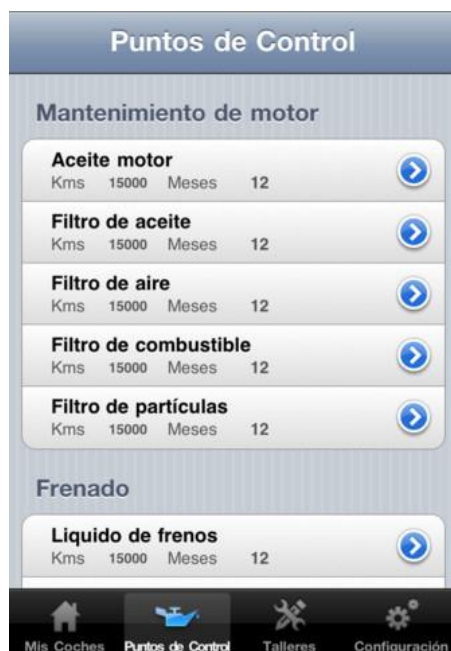 Puntos de Control
Mantenimiento de motor
Aceite motor
Kms 15000 Meses 12
Filtro de aceite
Kms 15000 Meses 12
Filtro de aire
Kms 15000 Meses 12
Filtro de combustible
Kms 15000 Meses 12
Filtro de partículas
Kms 15000 Meses 12
Frenado
Liquido de frenos
Kms 15000 Meses 12
Mis Coches Puntos de Control Talleres Configuración